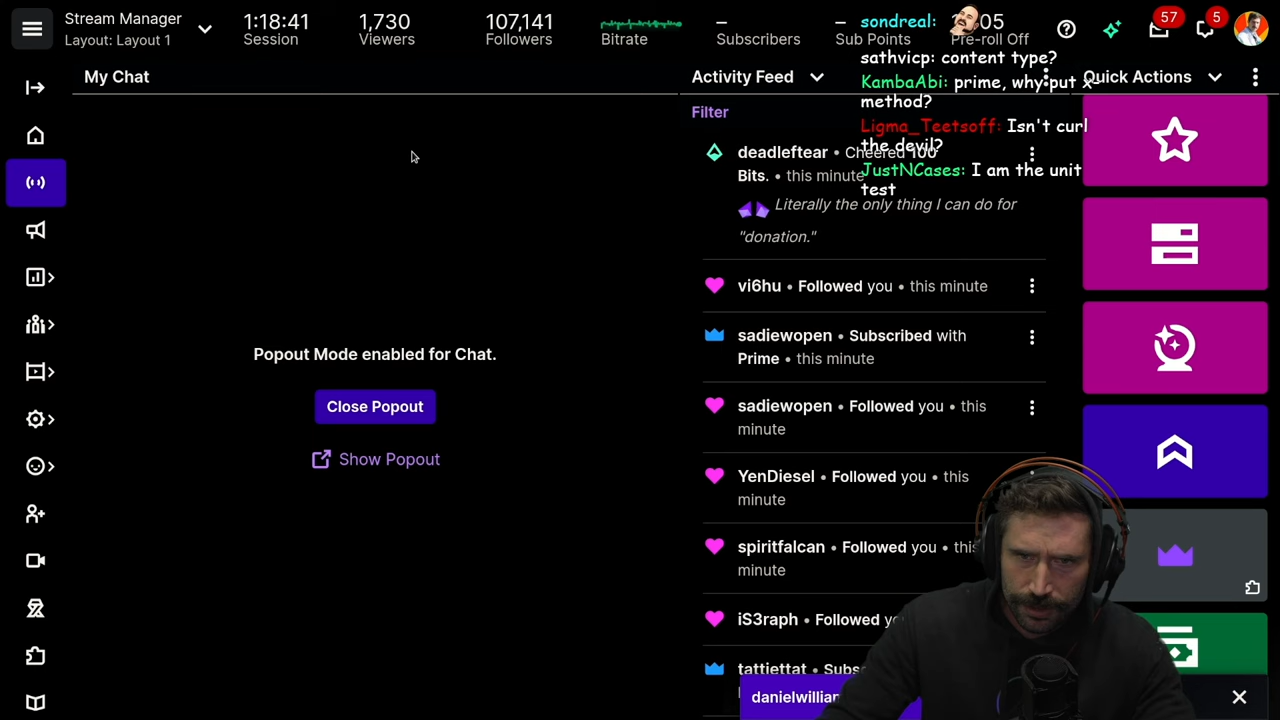 Stream Manager
Layout: Layout 1
1:18:41
Session
1,730
Viewers
107,141
Followers
Bitrate
–
Subscribers
–
Sub Points
05
Pre-roll Off
57
5
sondreal:
sathvicp: content type?
KambaAbi: prime, why put x-
method?
Ligma_Teetsoff: Isn't curl
the devil?
JustNCases: I am the unit
test
My Chat
Popout Mode enabled for Chat.
Close Popout
Show Popout
Activity Feed
Filter
deadleftear • Cheered 100
Bits. • this minute
Literally the only thing I can do for
"donation."
vi6hu • Followed you • this minute
sadiewopen • Subscribed with
Prime • this minute
sadiewopen • Followed you • this
minute
YenDiesel • Followed you • this
minute
spiritfalcan • Followed you • this
minute
iS3raph • Followed
tattiettat •
Quick Actions